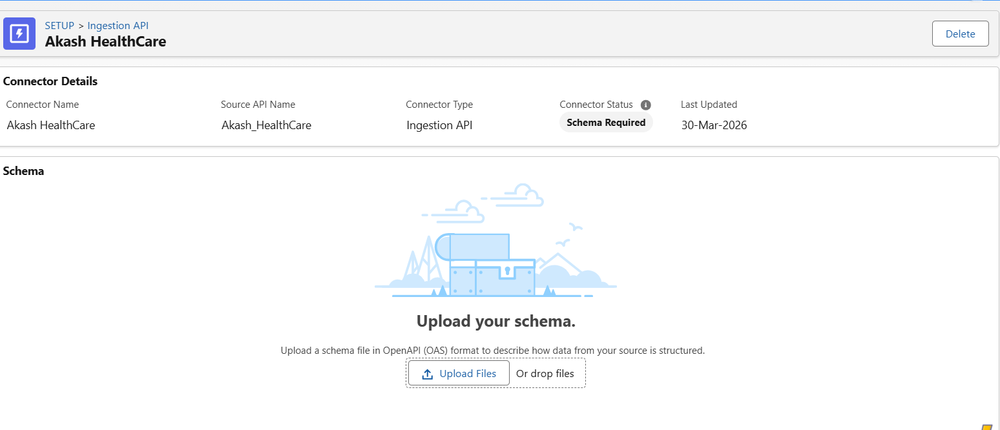 SETUP > Ingestion API
Akash HealthCare
Delete
Connector Details
Connector Name
Source API Name
Connector Type
Connector Status
Last Updated
Akash HealthCare
Akash_HealthCare
Ingestion API
Schema Required
30-Mar-2026
Schema
Upload your schema.
Upload a schema file in OpenAPI (OAS) format to describe how data from your source is structured.
Upload Files
Or drop files